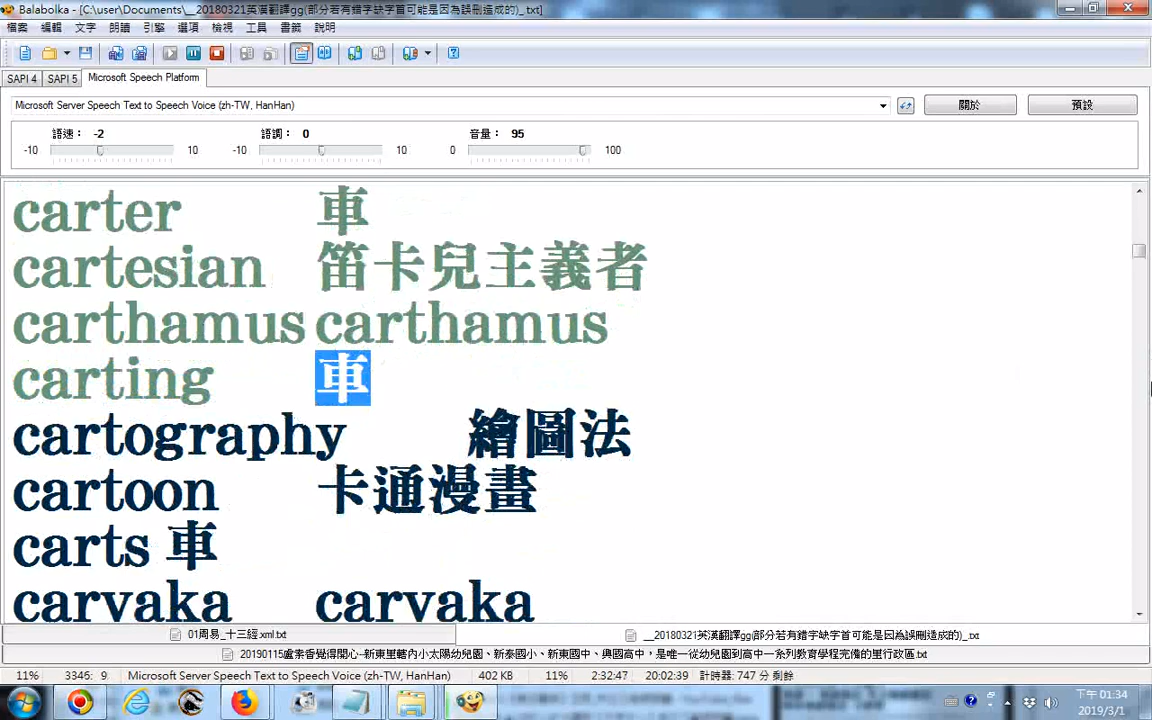 Balabolka - [C:\user\Documents\__20180321英漢翻譯gg(部分若有錯字缺字首可能是因為誤刪造成的)_.txt]
檔案 編輯 文字 朗讀 引擎 選項 檢視 工具 書籤 說明
SAPI 4 SAPI 5 Microsoft Speech Platform
Microsoft Server Speech Text to Speech Voice (zh-TW, HanHan) 關於 預設
語速： -2 語調： 0 音量： 95
-10 10 -10 10 0 100
carter 車
cartesian 笛卡兒主義者
carthamus carthamus
carting 車
cartography 繪圖法
cartoon 卡通漫畫
carts 車
carvaka carvaka
01周易_十三經.xml.txt __20180321英漢翻譯gg(部分若有錯字缺字首可能是因為誤刪造成的)_.txt
20190115盧素香覺得開心--新東里轄內小太陽幼兒園、新泰國小、新東國中、興國高中，是唯一從幼兒園到高中一系列教育學程完備的里行政區.txt
11% 3345: 9 Microsoft Server Speech Text to Speech Voice (zh-TW, HanHan) 402 KB 11% 2:32:47 20:02:39 計時器: 747 分 剩餘
下午 01:34
2019/3/1